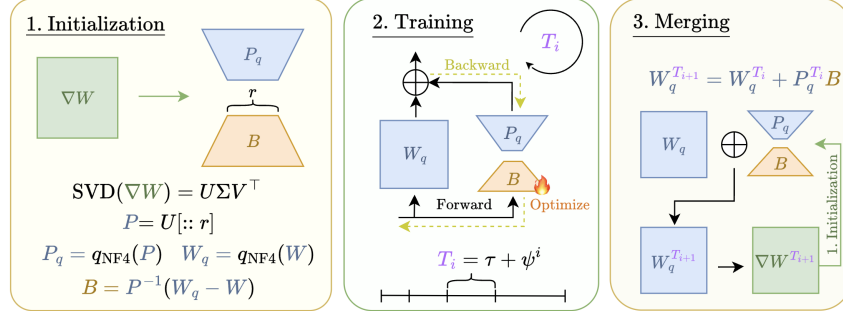 1. Initialization
∇W
P_q
r
B
SVD(∇W) = UΣV^⊤
P= U[:: r]
P_q = q_NF4(P)   W_q = q_NF4(W)
B = P^{-1}(W_q − W)
2. Training
T_i
Backward
W_q
P_q
B
Forward
Optimize
T_i = τ + ψ^i
3. Merging
W_q^{T_{i+1}} = W_q^{T_i} + P_q^{T_i} B
W_q
P_q
B
1. Initialization
W_q^{T_{i+1}}
∇W^{T_{i+1}}